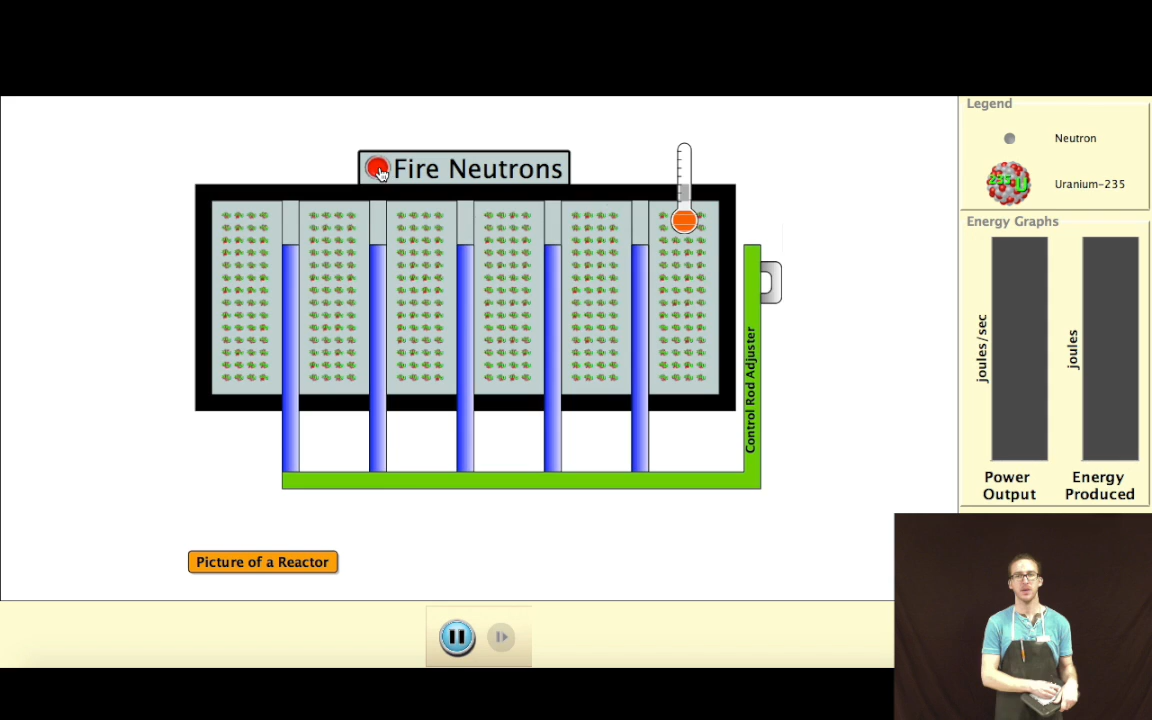 Fire Neutrons
Control Rod Adjuster
Picture of a Reactor
Legend
Neutron
235
U
Uranium-235
Energy Graphs
joules/sec
joules
Power
Output
Energy
Produced